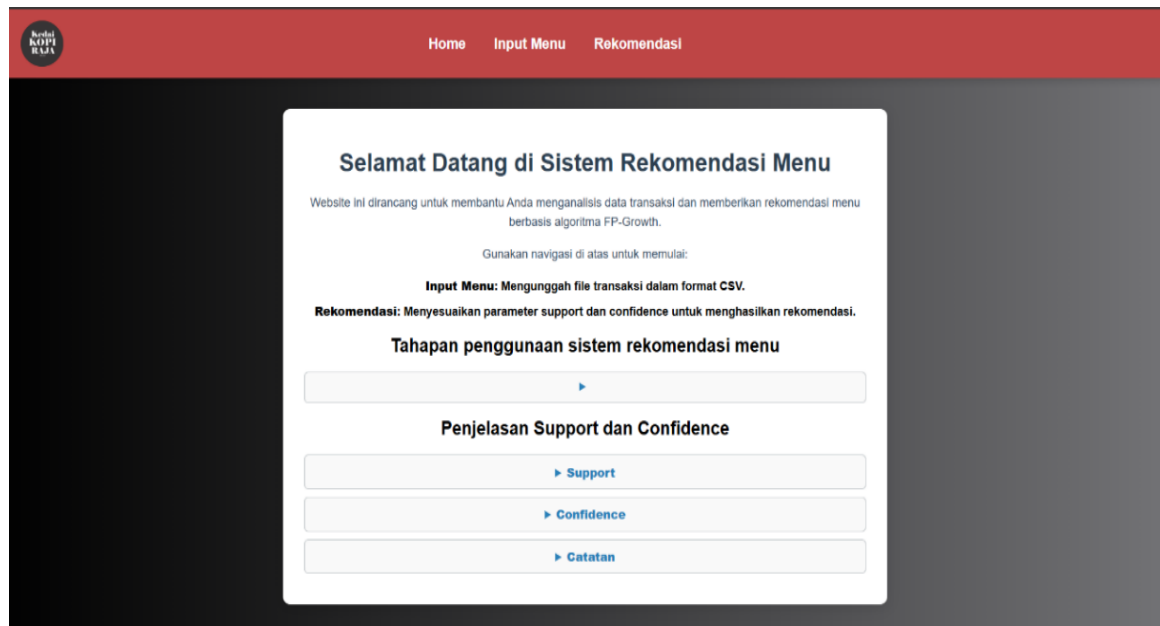 Kedai
KOPI
RAJA
Home Input Menu Rekomendasi
Selamat Datang di Sistem Rekomendasi Menu
Website ini dirancang untuk membantu Anda menganalisis data transaksi dan memberikan rekomendasi menu
berbasis algoritma FP-Growth.
Gunakan navigasi di atas untuk memulai:
Input Menu: Mengunggah file transaksi dalam format CSV.
Rekomendasi: Menyesuaikan parameter support dan confidence untuk menghasilkan rekomendasi.
Tahapan penggunaan sistem rekomendasi menu
Penjelasan Support dan Confidence
Support
Confidence
Catatan